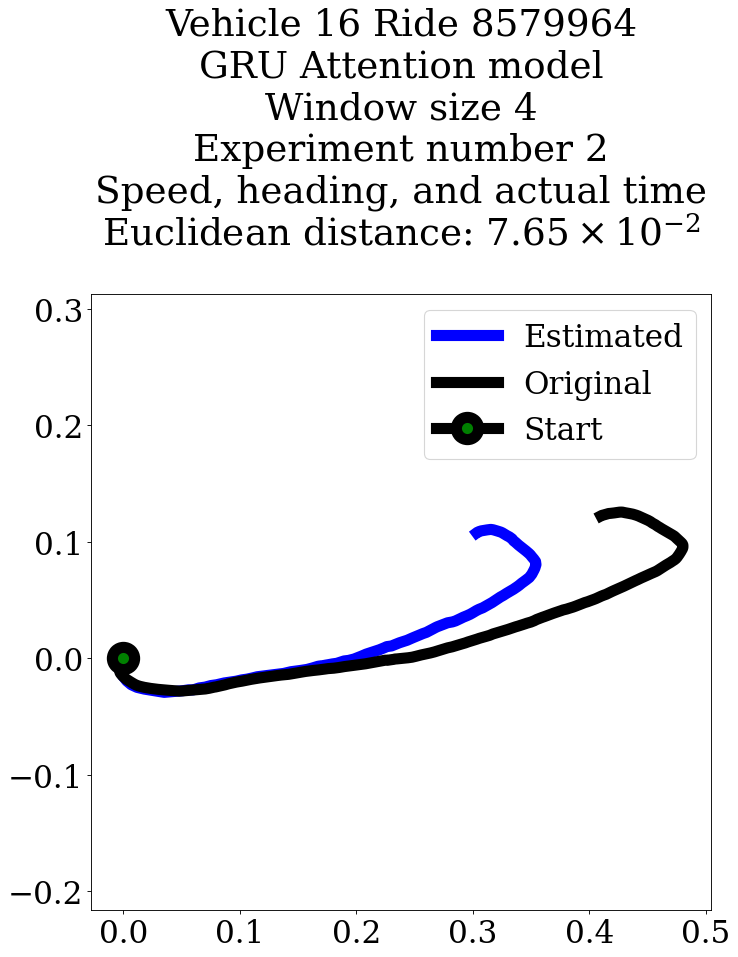 Vehicle 16 Ride 8579964
GRU Attention model
Window size 4
Experiment number 2
Speed, heading, and actual time
Euclidean distance: 7.65 × 10⁻²
Estimated
Original
Start
0.3
0.2
0.1
0.0
−0.1
−0.2
0.0 0.1 0.2 0.3 0.4 0.5